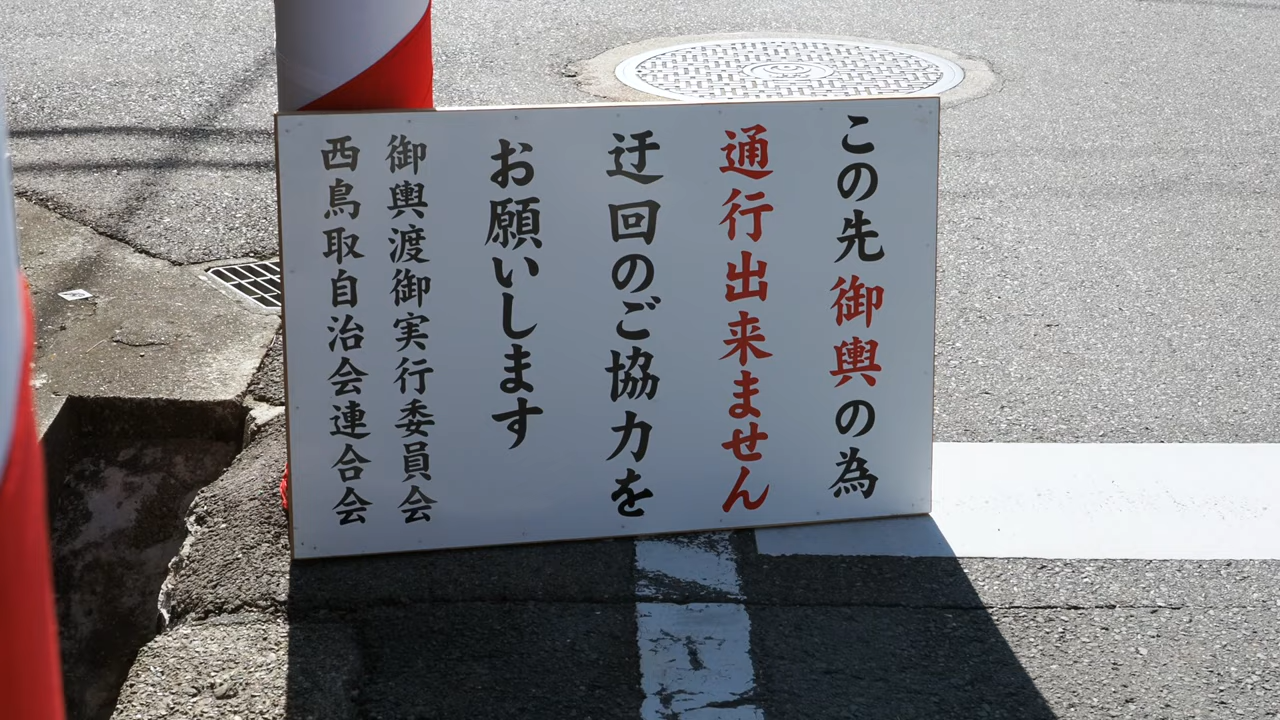 この先御輿の為
通行出来ません
迂回のご協力を
お願いします
御輿渡御実行委員会
西鳥取自治会連合会